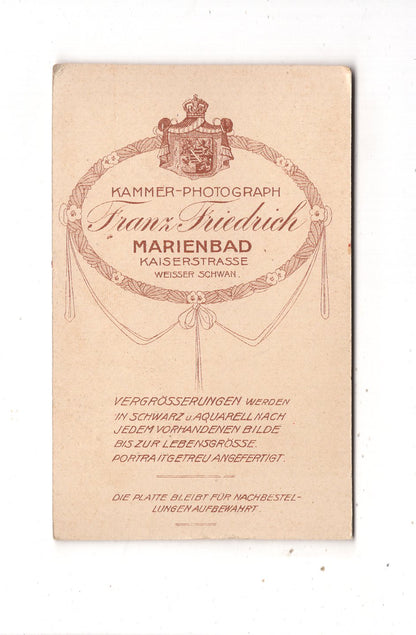 KAMMER-PHOTOGRAPH
Franz Friedrich
MARIENBAD
KAISERSTRASSE
WEISSER SCHWAN.
VERGRÖSSERUNGEN WERDEN
IN SCHWARZ U. AQUARELL NACH
JEDEM VORHANDENEN BILDE
BIS ZUR LEBENSGRÖSSE.
PORTRAITGETREU ANGEFERTIGT.
DIE PLATTE BLEIBT FÜR NACHBESTEL-
LUNGEN AUFBEWAHRT.